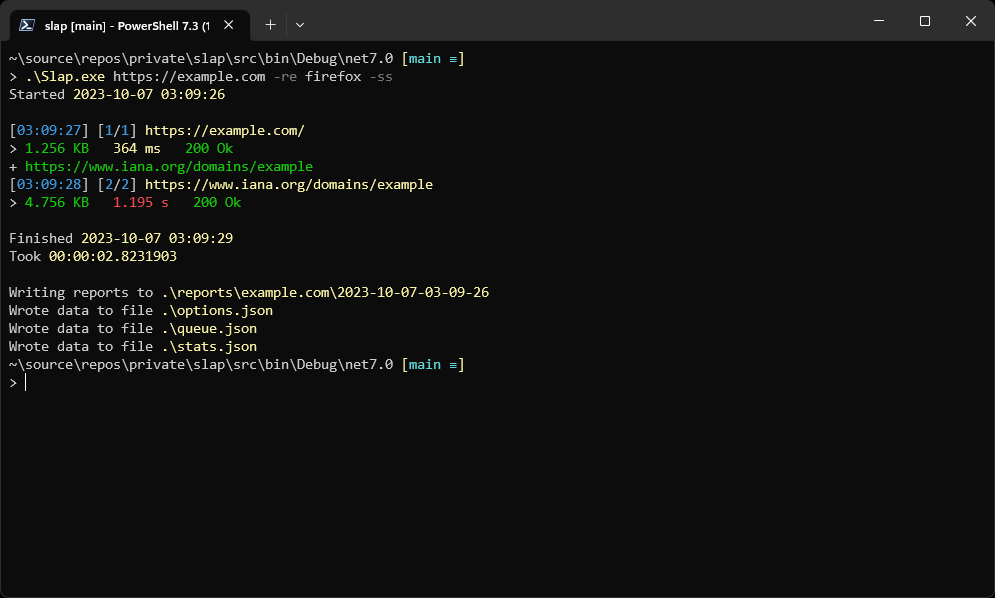 slap [main] - PowerShell 7.3 (1
~\source\repos\private\slap\src\bin\Debug\net7.0 [main ≡]
> .\Slap.exe https://example.com -re firefox -ss
Started 2023-10-07 03:09:26
[03:09:27] [1/1] https://example.com/
> 1.256 KB   364 ms   200 Ok
+ https://www.iana.org/domains/example
[03:09:28] [2/2] https://www.iana.org/domains/example
> 4.756 KB   1.195 s   200 Ok
Finished 2023-10-07 03:09:29
Took 00:00:02.8231903
Writing reports to .\reports\example.com\2023-10-07-03-09-26
Wrote data to file .\options.json
Wrote data to file .\queue.json
Wrote data to file .\stats.json
~\source\repos\private\slap\src\bin\Debug\net7.0 [main ≡]
>